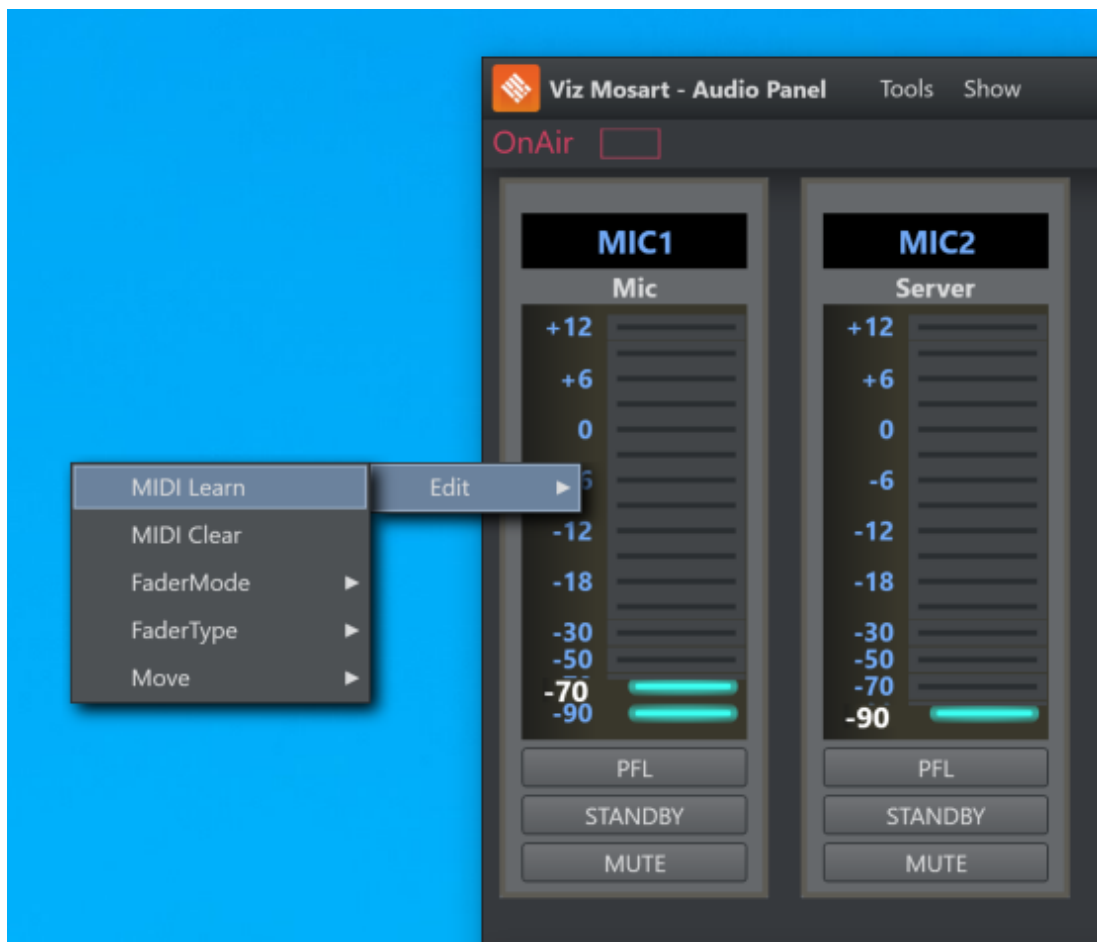 Viz Mosart - Audio Panel Tools Show
OnAir
MIC1
Mic
+12
+6
0
-12
-18
-30
-50
-70
-90
PFL
STANDBY
MUTE
MIC2
Server
+12
+6
0
-6
-12
-18
-30
-50
-70
-90
PFL
STANDBY
MUTE
Edit
MIDI Learn
MIDI Clear
FaderMode
FaderType
Move